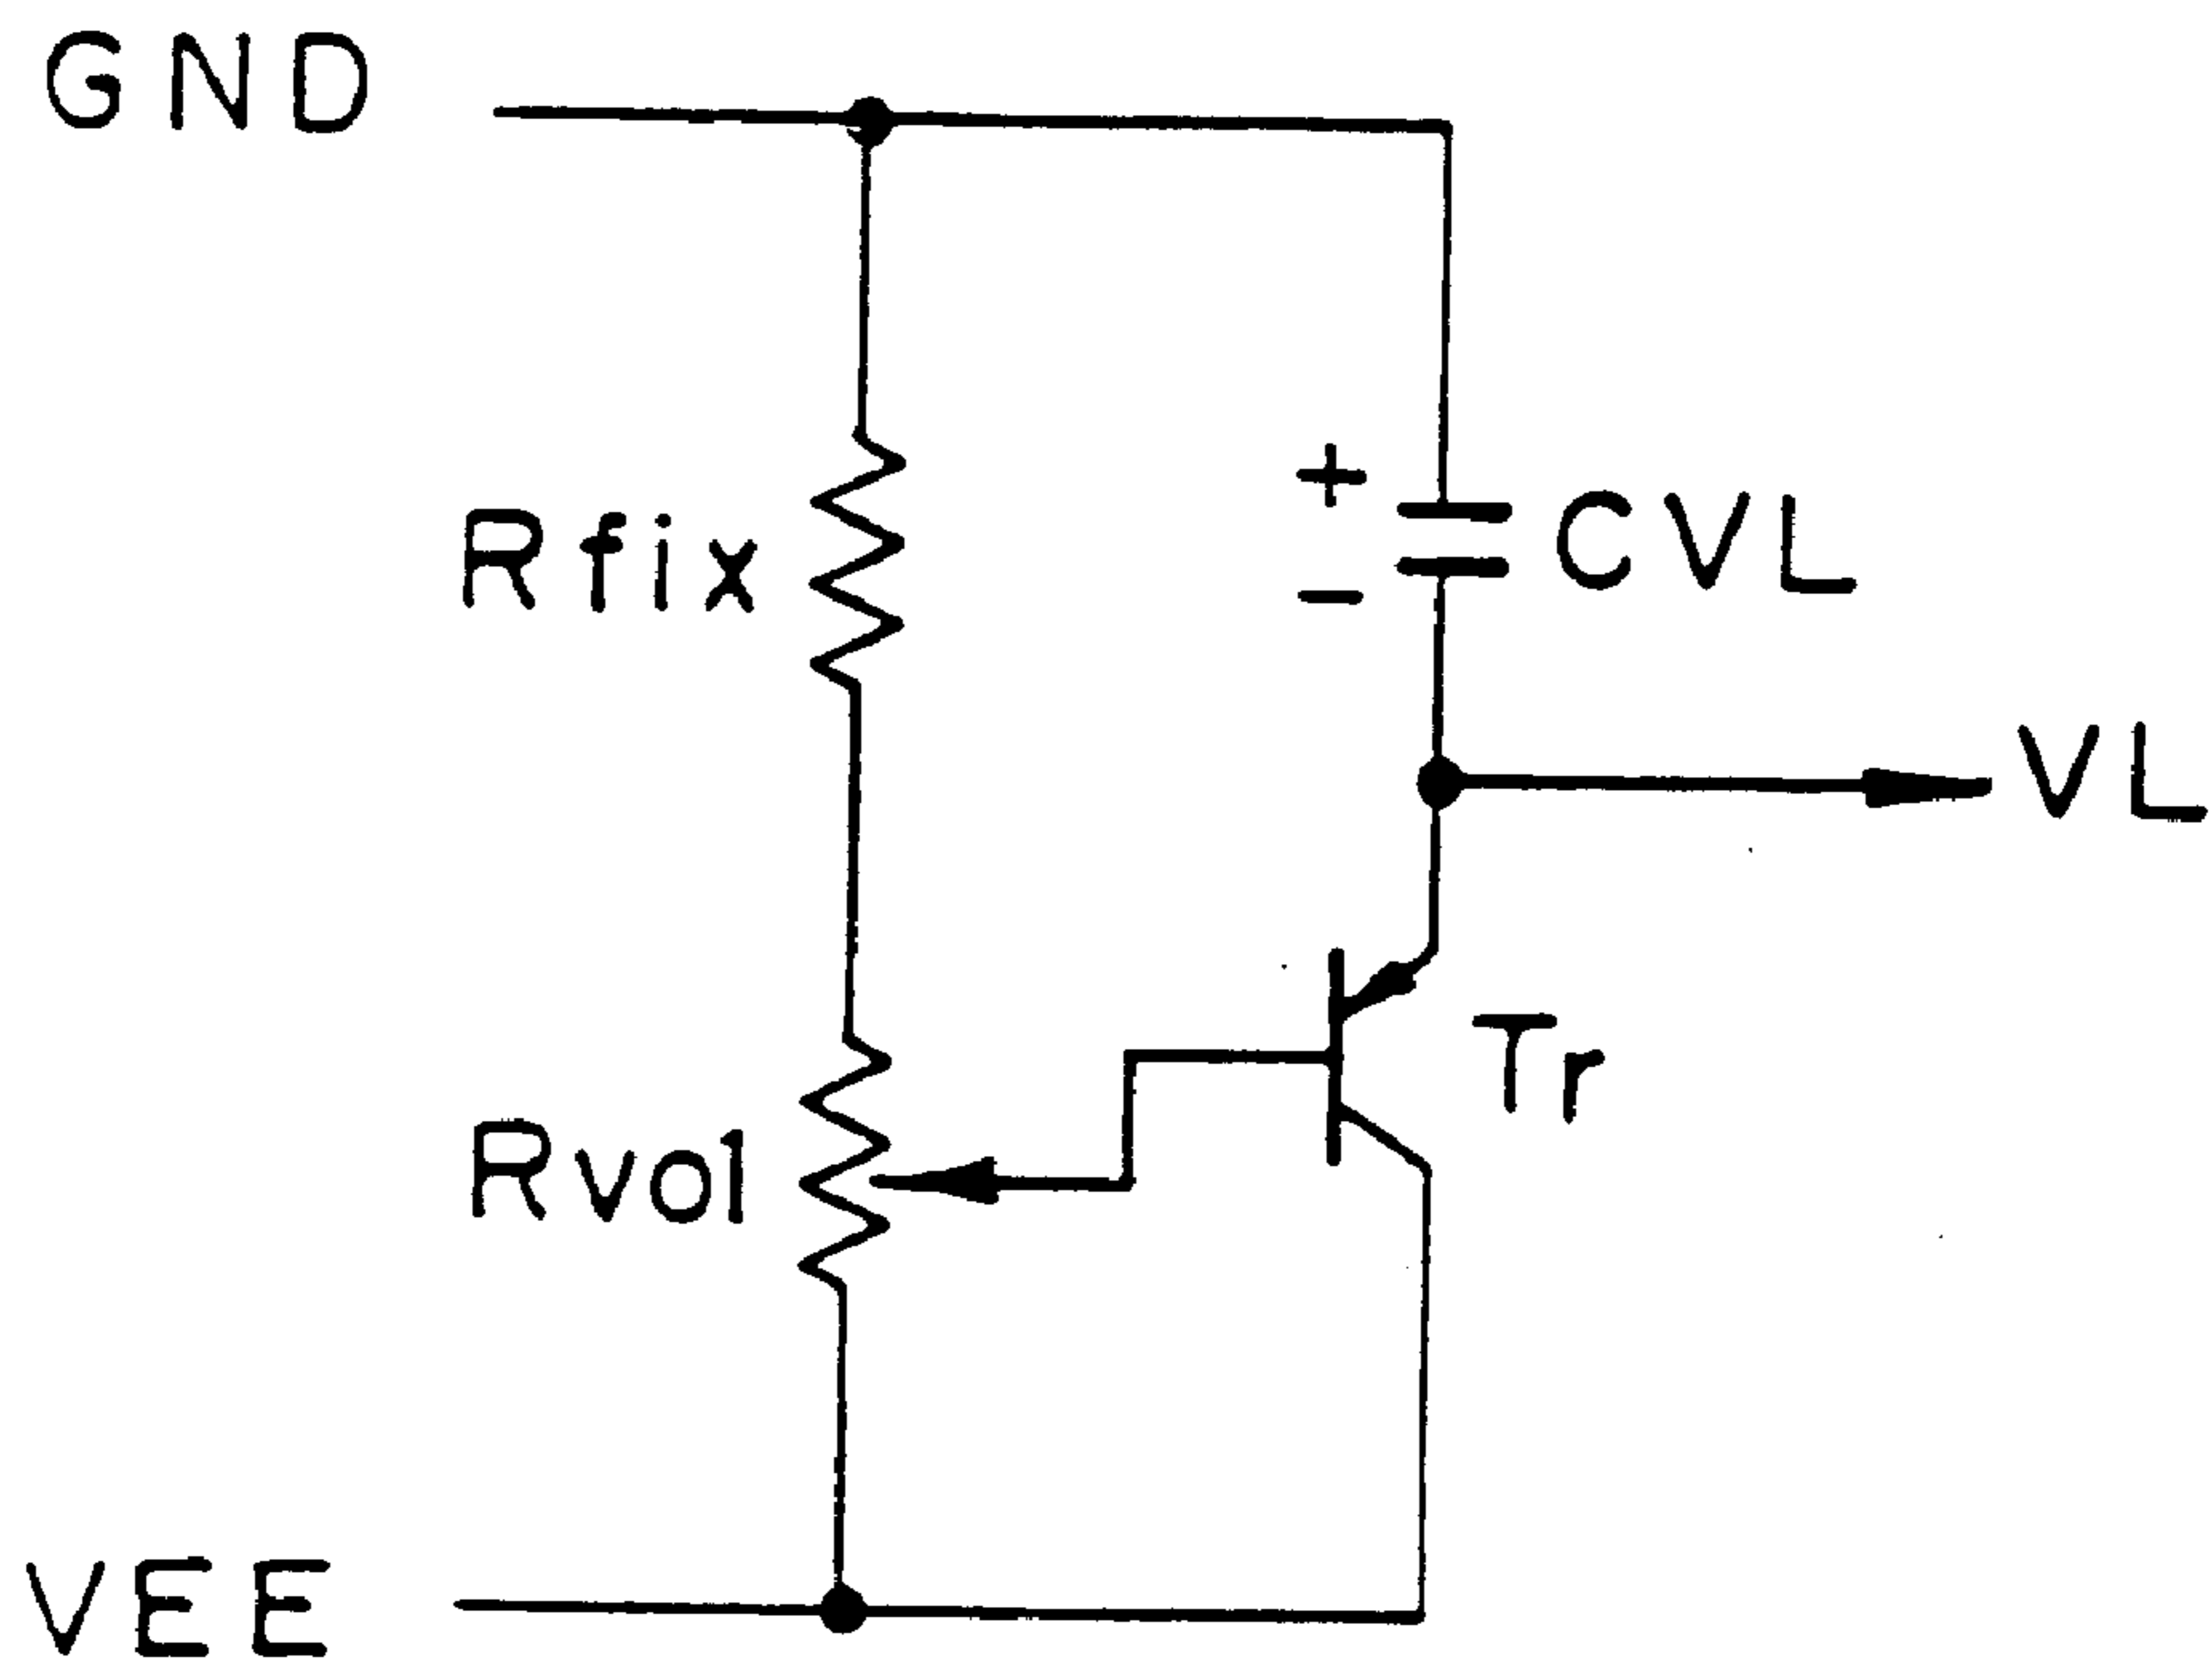 GND
+
Rfix
CVL
-
VL
Tr
Rvol
VEE